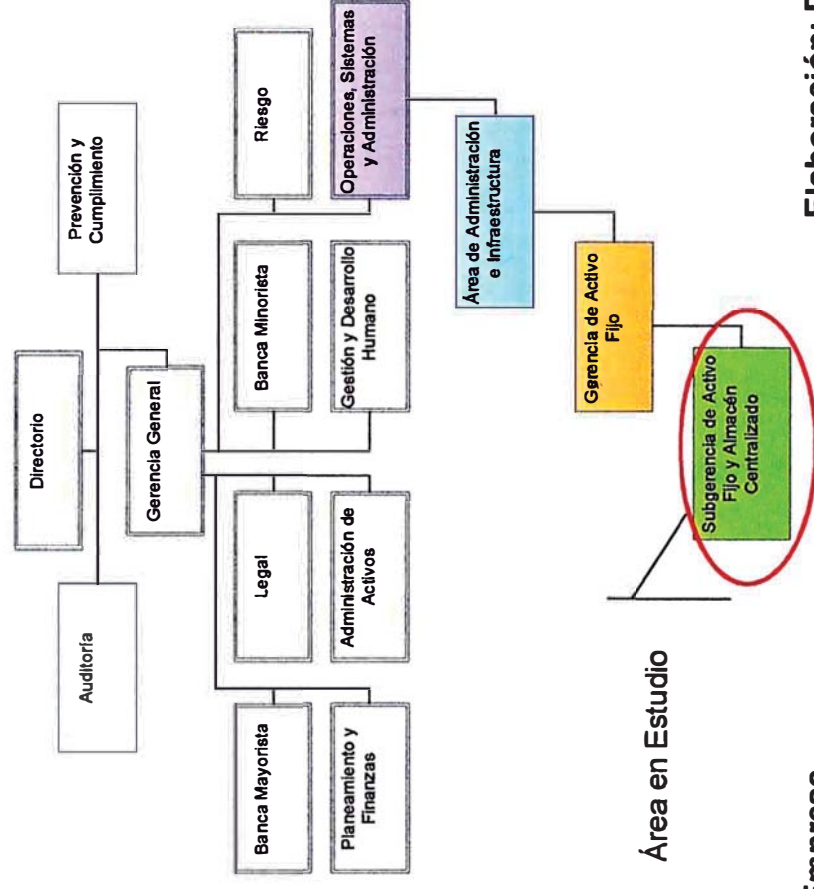 Directorio
Auditoría
Prevención y
Cumplimiento
Gerencia General
Banca Mayorista
Legal
Banca Minorista
Riesgo
Planeamiento y
Finanzas
Administración de
Activos
Gestión y Desarrollo
Humano
Operaciones, Sistemas
y Administración
Área de Administración
e Infraestructura
Gerencia de Activo
Fijo
Subgerencia de Activo
Fijo y Almacén
Centralizado
Área en Estudio
Elaboración: